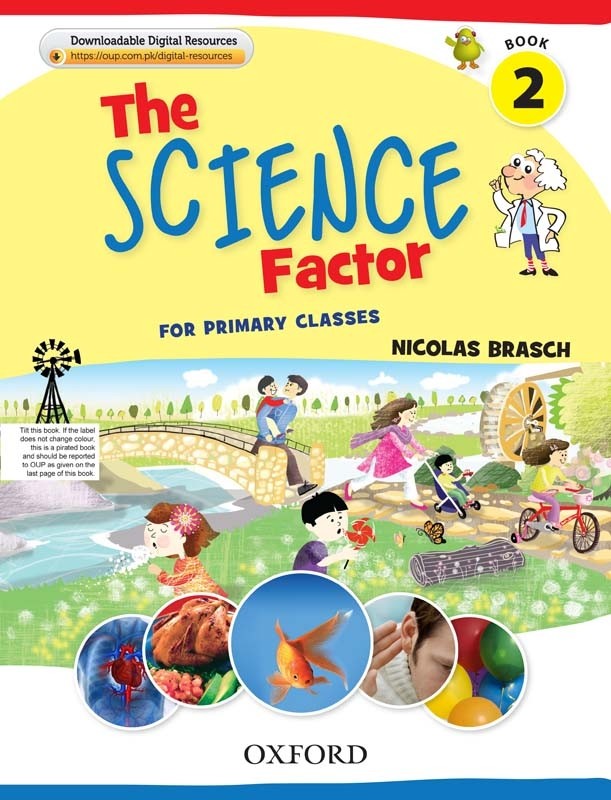 Downloadable Digital Resources
https://oup.com.pk/digital-resources
BOOK
2
The
SCIENCE
Factor
FOR PRIMARY CLASSES
NICOLAS BRASCH
Tilt this book. If the label
does not change colour,
this is a pirated book
and should be reported
to OUP as given on the
last page of this book.
OXFORD